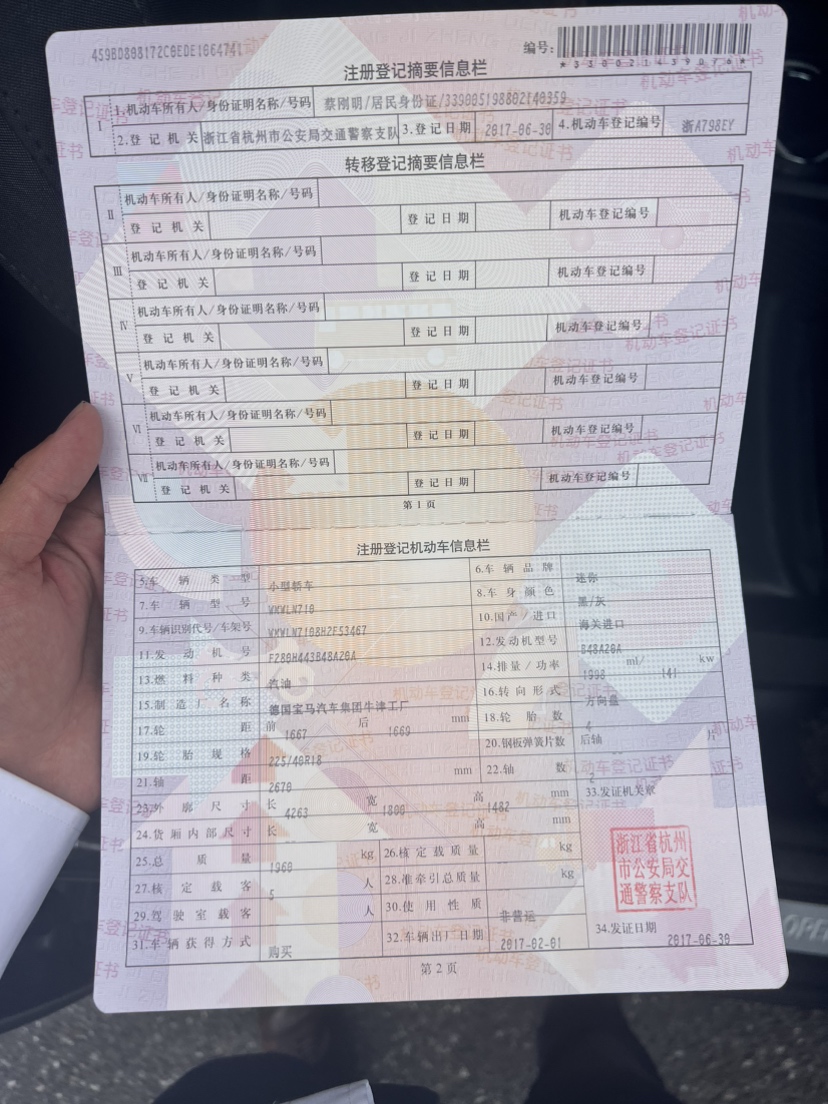 459BD808172C0EDE1064741
编号:
*330021439076*
注册登记摘要信息栏
I 1.机动车所有人/身份证明名称/号码 蔡刚明/居民身份证/339005198802140359
2.登记机关 浙江省杭州市公安局交通警察支队 3.登记日期 2017-06-30 4.机动车登记编号 浙A798EY
转移登记摘要信息栏
II 机动车所有人/身份证明名称/号码
登记机关 登记日期 机动车登记编号
III 机动车所有人/身份证明名称/号码
登记机关 登记日期 机动车登记编号
IV 机动车所有人/身份证明名称/号码
登记机关 登记日期 机动车登记编号
V 机动车所有人/身份证明名称/号码
登记机关 登记日期 机动车登记编号
VI 机动车所有人/身份证明名称/号码
登记机关 登记日期 机动车登记编号
VII 机动车所有人/身份证明名称/号码
登记机关 登记日期 机动车登记编号
第1页
注册登记机动车信息栏
5.车辆类型 小型轿车 6.车辆品牌 迷你
7.车辆型号 WMWLN710 8.车身颜色 黑/灰
9.车辆识别代号/车架号 WMWLN7108H2F53467 10.国产/进口 海关进口
11.发动机号 F280H443B48A20A 12.发动机型号 B48A20A
13.燃料种类 汽油 14.排量/功率 1998 ml/ 141 kw
15.制造厂名称 德国宝马汽车集团牛津工厂 16.转向形式 方向盘
17.轮距 前 1667 后 1669 mm 18.轮胎数 4
19.轮胎规格 225/40R18 20.钢板弹簧片数 后轴 片
21.轴距 2670 mm 22.轴数 2
23.外廓尺寸 长 4263 宽 1800 高 1482 mm 33.发证机关章
24.货厢内部尺寸 长 宽 高 mm
25.总质量 1960 kg 26.核定载质量 kg
27.核定载客 5 人 28.准牵引总质量 kg
29.驾驶室载客 人 30.使用性质 非营运
31.车辆获得方式 购买 32.车辆出厂日期 2017-02-01 34.发证日期 2017-06-30
浙江省杭州
市公安局交
通警察支队
第2页
OPE